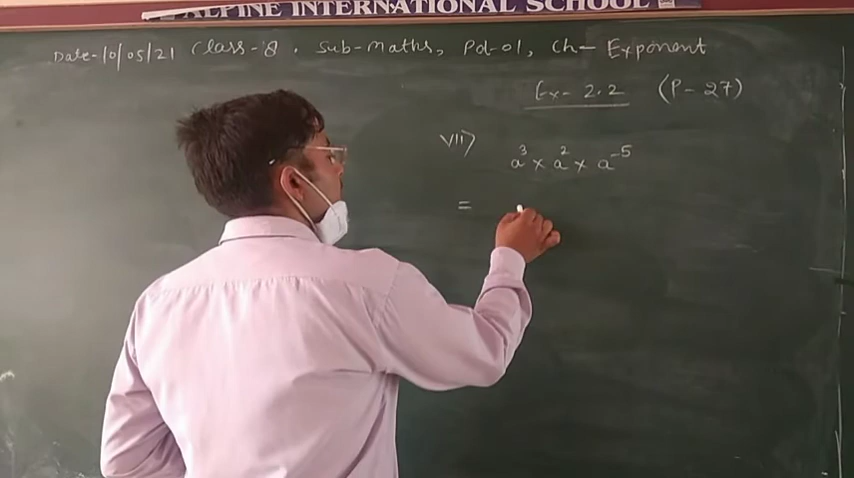 ALPINE INTERNATIONAL SCHOOL
Date-10/05/21 Class-8. Sub-Maths, Pd-01, Ch- Exponent
Ex- 2.2 (P-27)
VII) a³ × a² × a⁻⁵
=